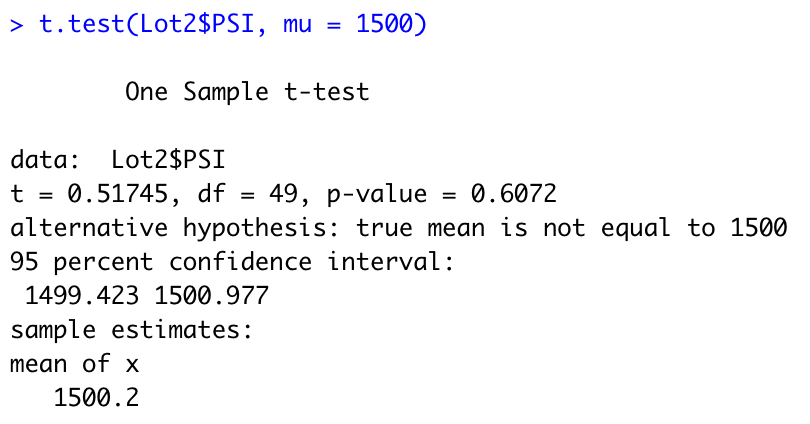 > t.test(Lot2$PSI, mu = 1500)
One Sample t-test
data:  Lot2$PSI
t = 0.51745, df = 49, p-value = 0.6072
alternative hypothesis: true mean is not equal to 1500
95 percent confidence interval:
1499.423 1500.977
sample estimates:
mean of x
1500.2